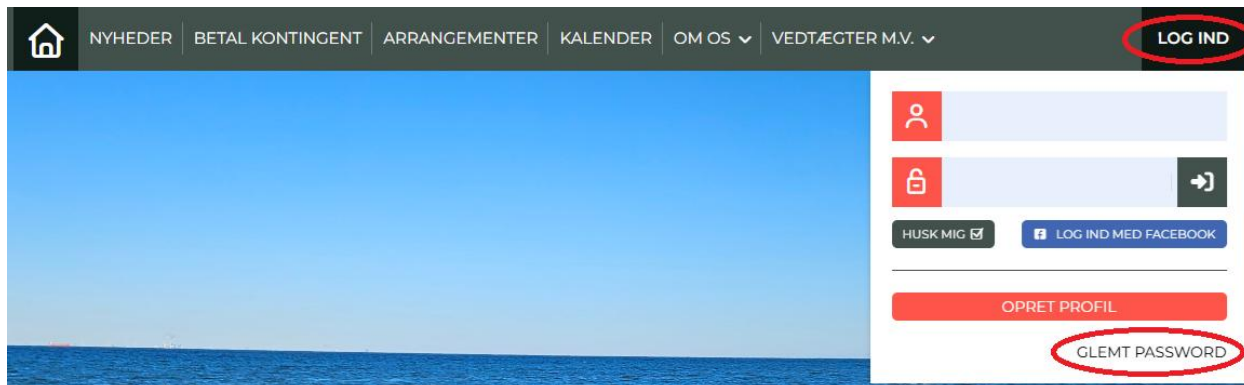 NYHEDER BETAL KONTINGENT ARRANGEMENTER KALENDER OM OS VEDTÆGTER M.V. LOG IND
HUSK MIG LOG IND MED FACEBOOK
OPRET PROFIL
GLEMT PASSWORD